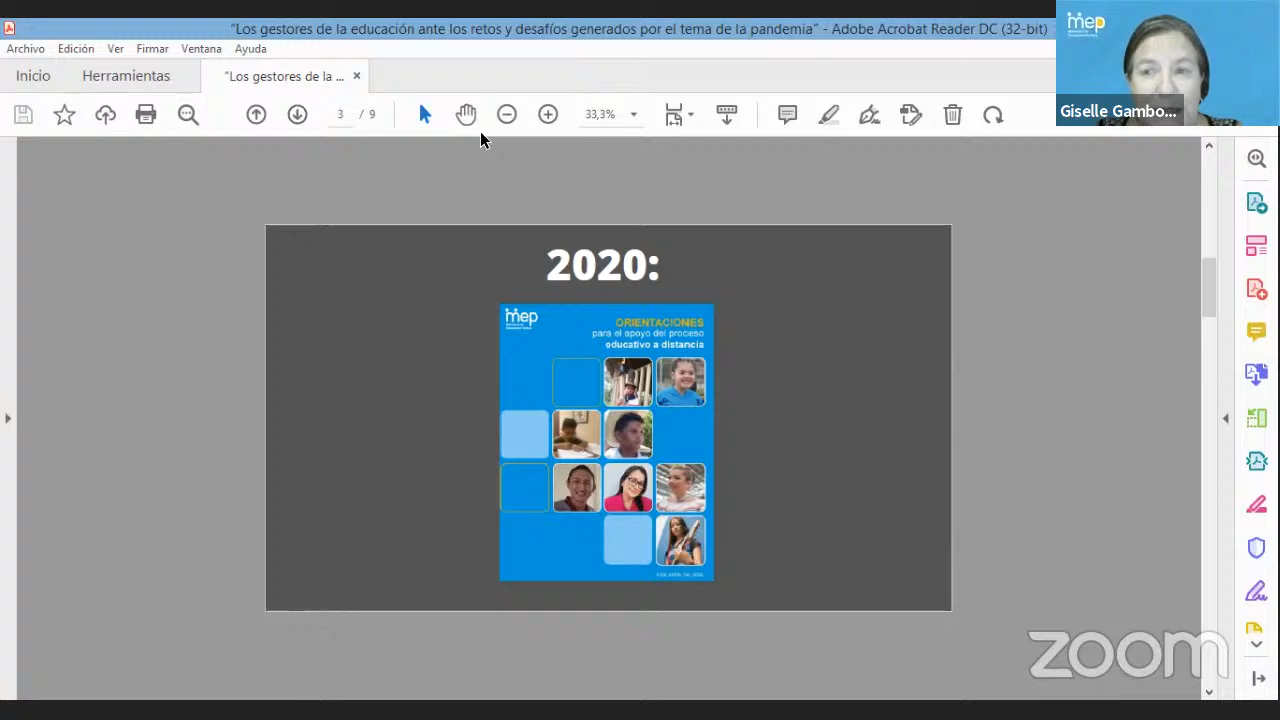 "Los gestores de la educación ante los retos y desafíos generados por el tema de la pandemia" - Adobe Acrobat Reader DC (32-bit)
Archivo Edición Ver Firmar Ventana Ayuda
Inicio Herramientas "Los gestores de la ... ×
3 / 9 33,3%
mep
Giselle Gambo...
2020:
mep
ORIENTACIONES
para el apoyo del proceso
educativo a distancia
zoom